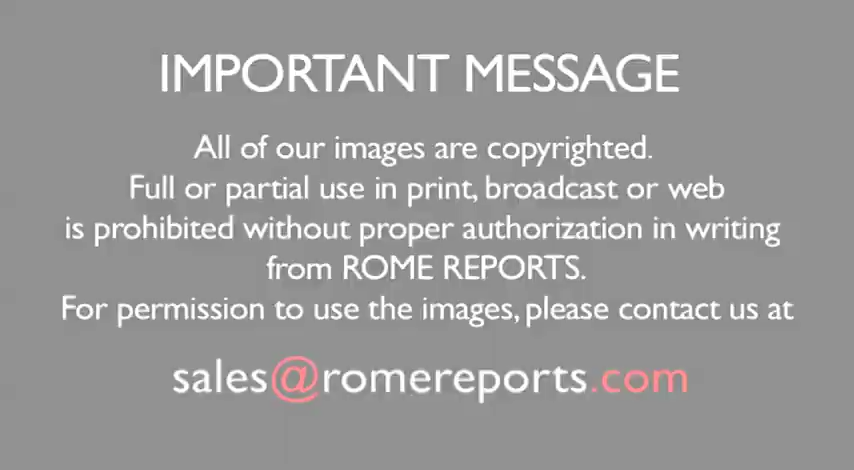 IMPORTANT MESSAGE
All of our images are copyrighted.
Full or partial use in print, broadcast or web
is prohibited without proper authorization in writing
from ROME REPORTS.
For permission to use the images, please contact us at
sales@romereports.com